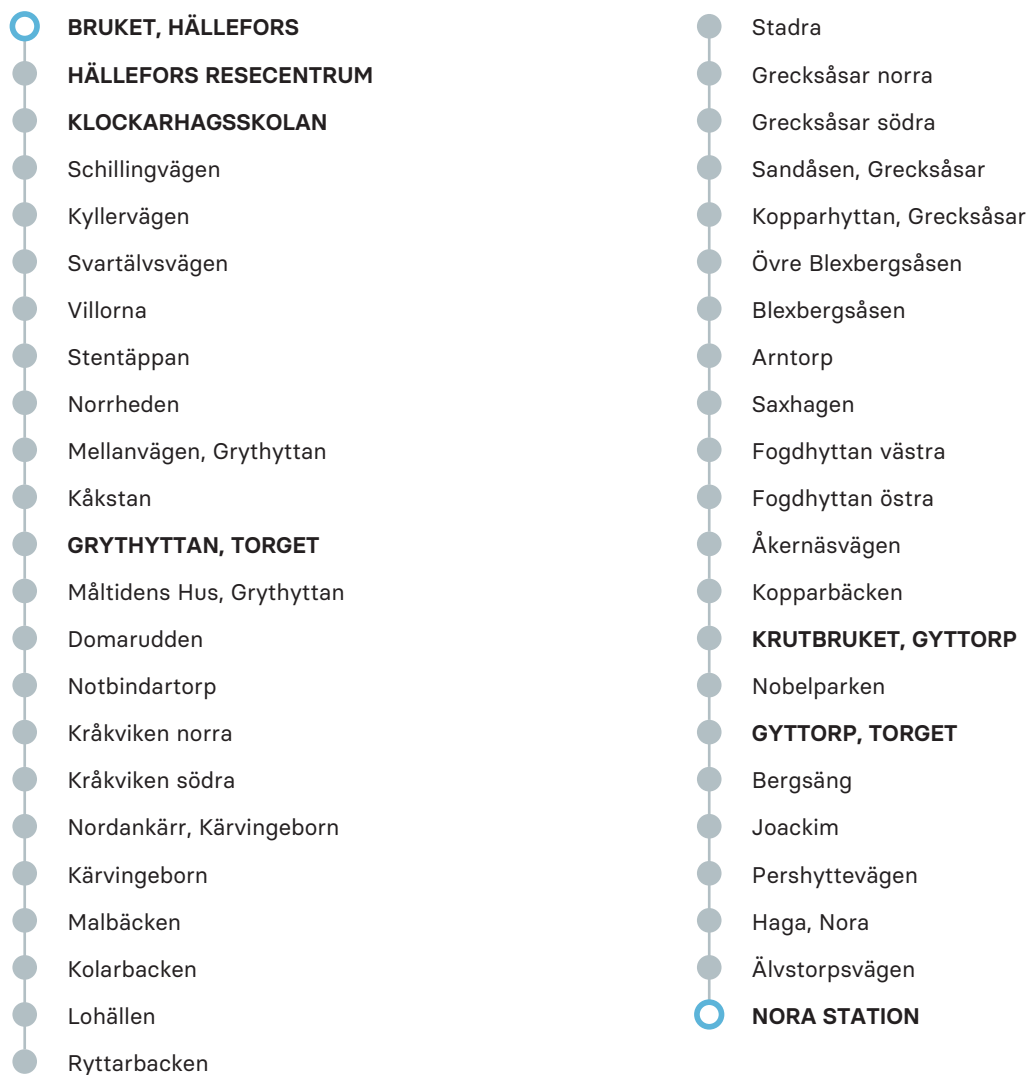 BRUKET, HÄLLEFORS
HÄLLEFORS RESECENTRUM
KLOCKARHAGSSKOLAN
Schillingvägen
Kyllervägen
Svartälvsvägen
Villorna
Stentäppan
Norrheden
Mellanvägen, Grythyttan
Kåkstan
GRYTHYTTAN, TORGET
Måltidens Hus, Grythyttan
Domarudden
Notbindartorp
Kråkviken norra
Kråkviken södra
Nordankärr, Kärvingeborn
Kärvingeborn
Malbäcken
Kolarbacken
Lohällen
Ryttarbacken
Stadra
Grecksåsar norra
Grecksåsar södra
Sandåsen, Grecksåsar
Kopparhyttan, Grecksåsar
Övre Blexbergsåsen
Blexbergsåsen
Arntorp
Saxhagen
Fogdhyttan västra
Fogdhyttan östra
Åkernäsvägen
Kopparbäcken
KRUTBRUKET, GYTTORP
Nobelparken
GYTTORP, TORGET
Bergsäng
Joackim
Pershyttevägen
Haga, Nora
Älvstorpsvägen
NORA STATION